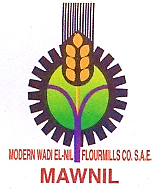 MODERN WADI EL-NIL FLOURMILLS CO. S.A.E.
MAWNIL